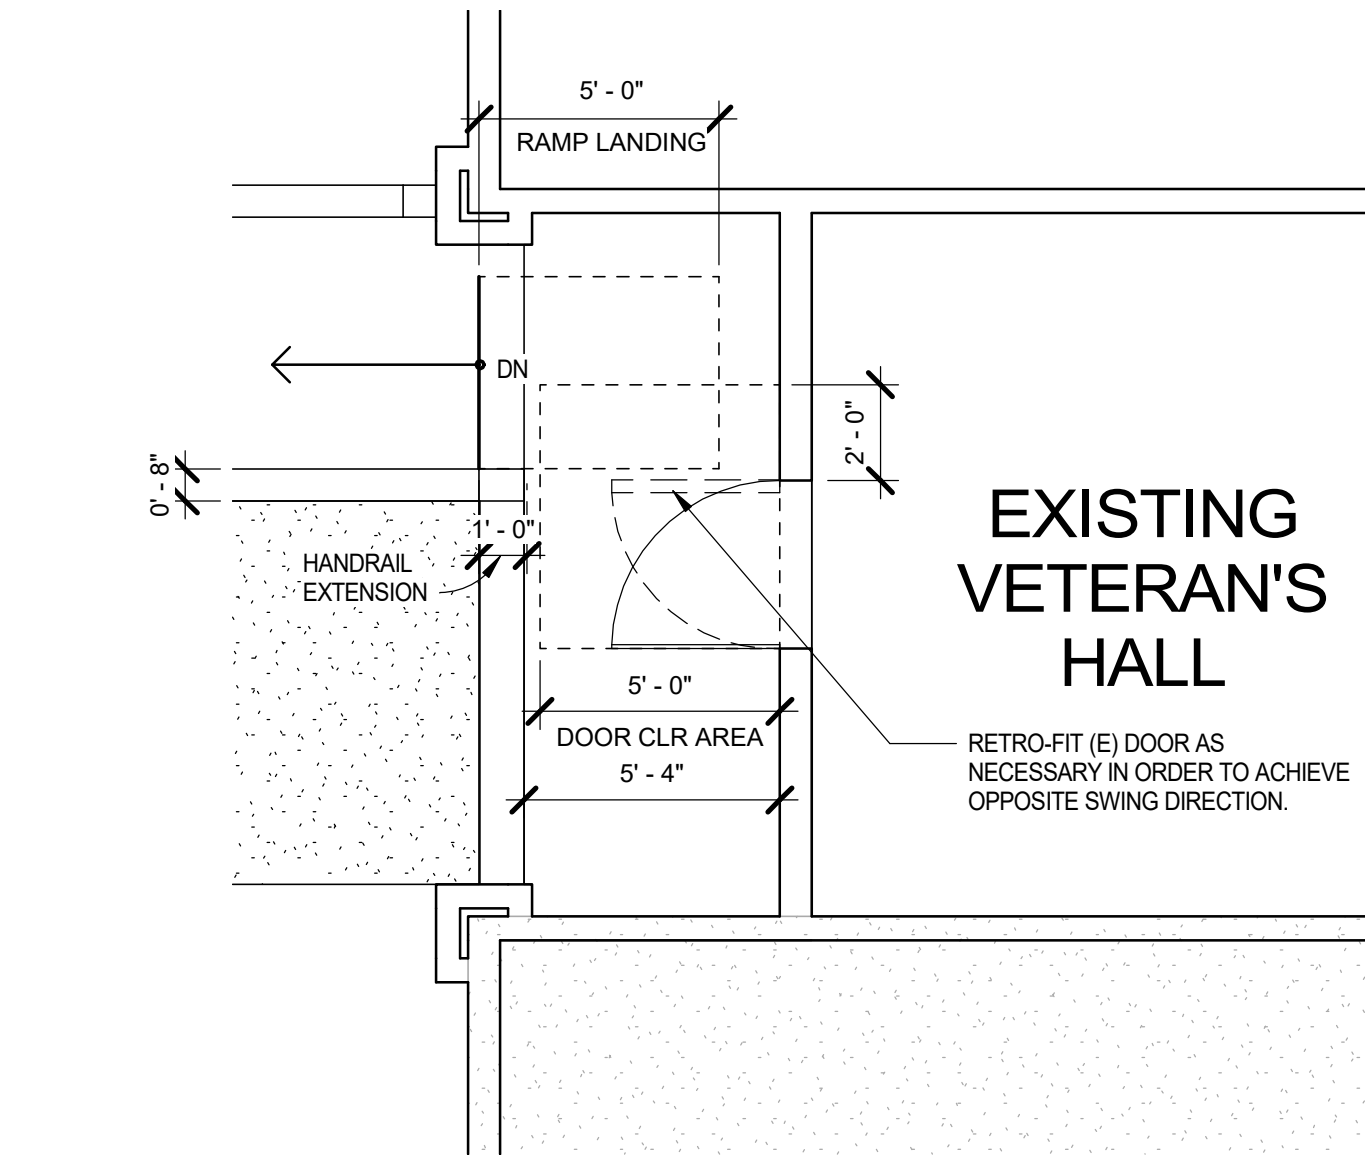 5' - 0"
RAMP LANDING
DN
2' - 0"
0' - 8"
1' - 0"
HANDRAIL
EXTENSION
EXISTING
VETERAN'S
HALL
5' - 0"
DOOR CLR AREA
5' - 4"
RETRO-FIT (E) DOOR AS
NECESSARY IN ORDER TO ACHIEVE
OPPOSITE SWING DIRECTION.